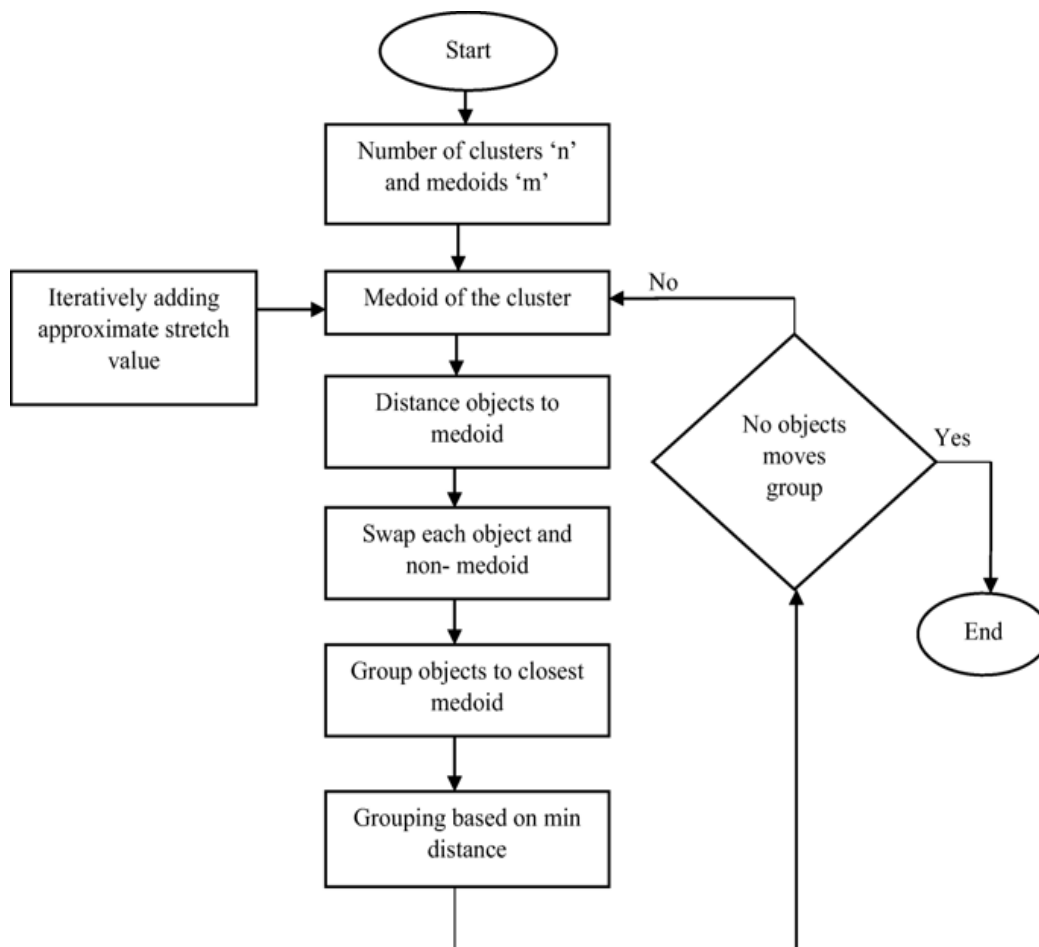 Start
Number of clusters ‘n’
and medoids ‘m’
Iteratively adding
approximate stretch
value
Medoid of the cluster
No
Distance objects to
medoid
No objects
moves
group
Yes
Swap each object and
non- medoid
End
Group objects to closest
medoid
Grouping based on min
distance